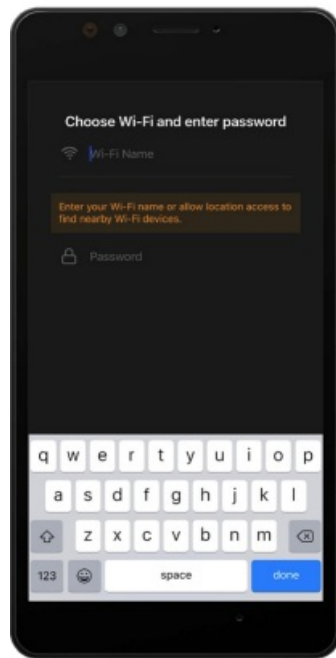 Choose Wi-Fi and enter password
Wi-Fi Name
Enter your Wi-Fi name or allow location access to
find nearby Wi-Fi devices.
Password
q w e r t y u i o p
a s d f g h j k l
z x c v b n m
123 space done